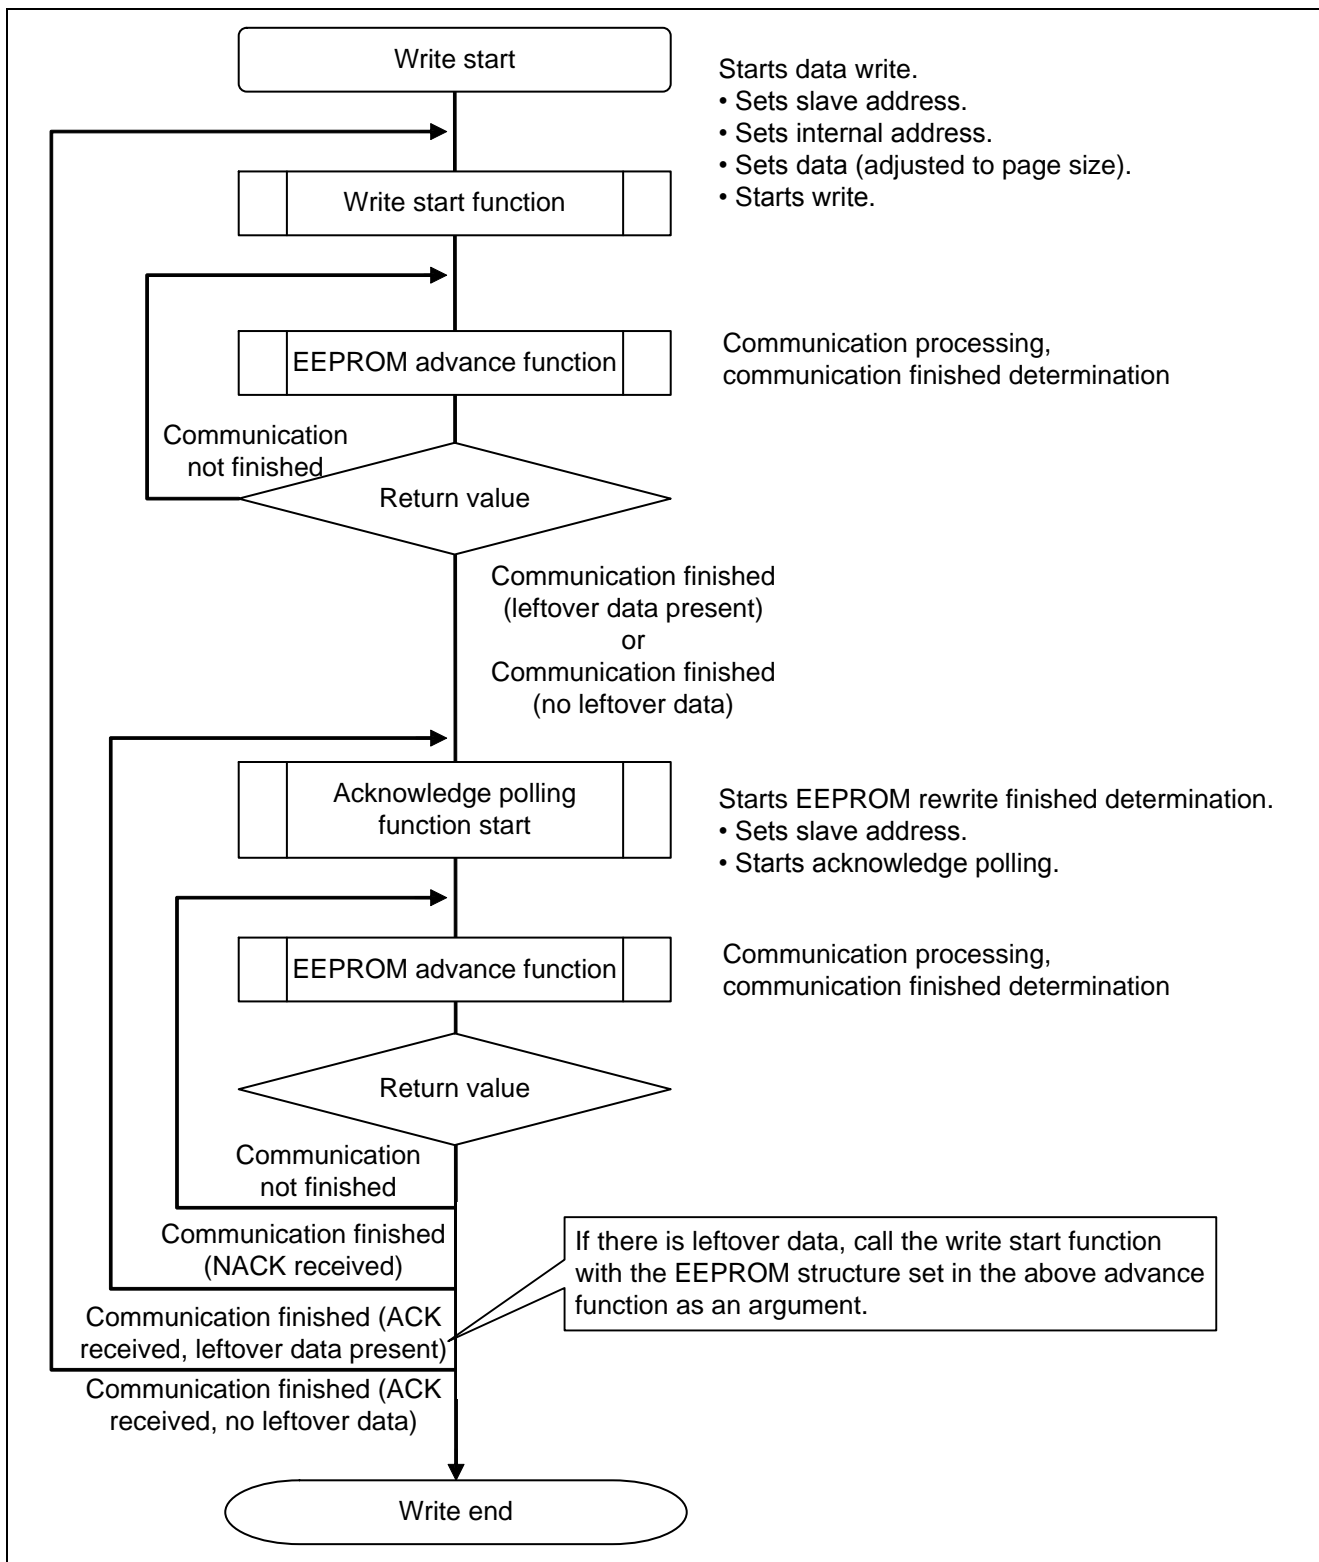 Write start
Starts data write.
• Sets slave address.
• Sets internal address.
• Sets data (adjusted to page size).
• Starts write.
Write start function
EEPROM advance function
Communication processing,
communication finished determination
Communication
not finished
Return value
Communication finished
(leftover data present)
or
Communication finished
(no leftover data)
Acknowledge polling
function start
Starts EEPROM rewrite finished determination.
• Sets slave address.
• Starts acknowledge polling.
EEPROM advance function
Communication processing,
communication finished determination
Return value
Communication
not finished
Communication finished
(NACK received)
If there is leftover data, call the write start function
with the EEPROM structure set in the above advance
function as an argument.
Communication finished (ACK
received, leftover data present)
Communication finished (ACK
received, no leftover data)
Write end